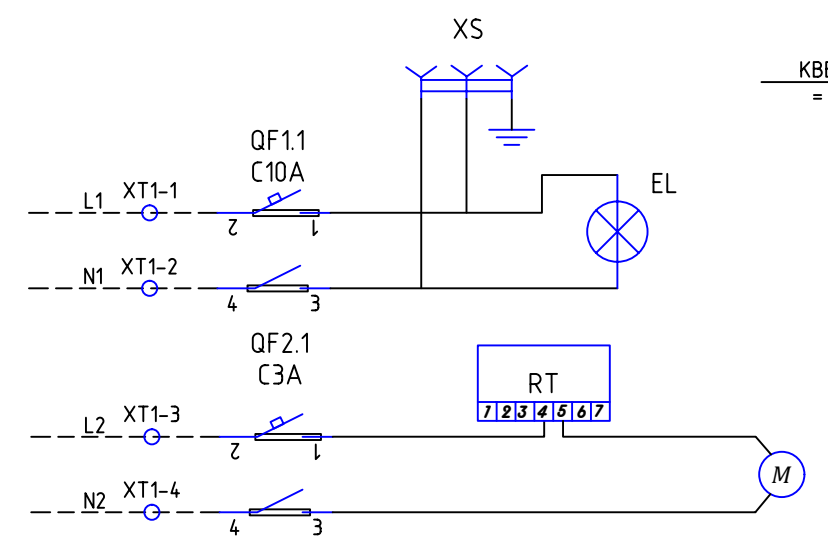 XS
КВЕ
=
QF1.1
C10A
EL
L1 XT1-1
2 1
N1 XT1-2
4 3
QF2.1
C3A
RT
1 2 3 4 5 6 7
L2 XT1-3
2 1
M
N2 XT1-4
4 3